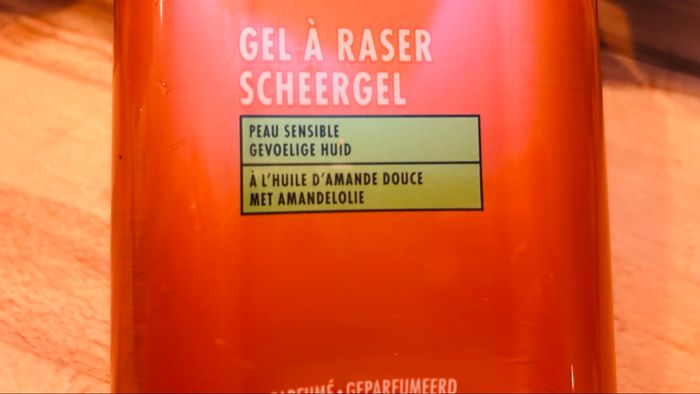 GEL À RASER
SCHEERGEL
PEAU SENSIBLE
GEVOELIGE HUID
À L'HUILE D'AMANDE DOUCE
MET AMANDELOLIE
PARFUMÉ • GEPARFUMEERD